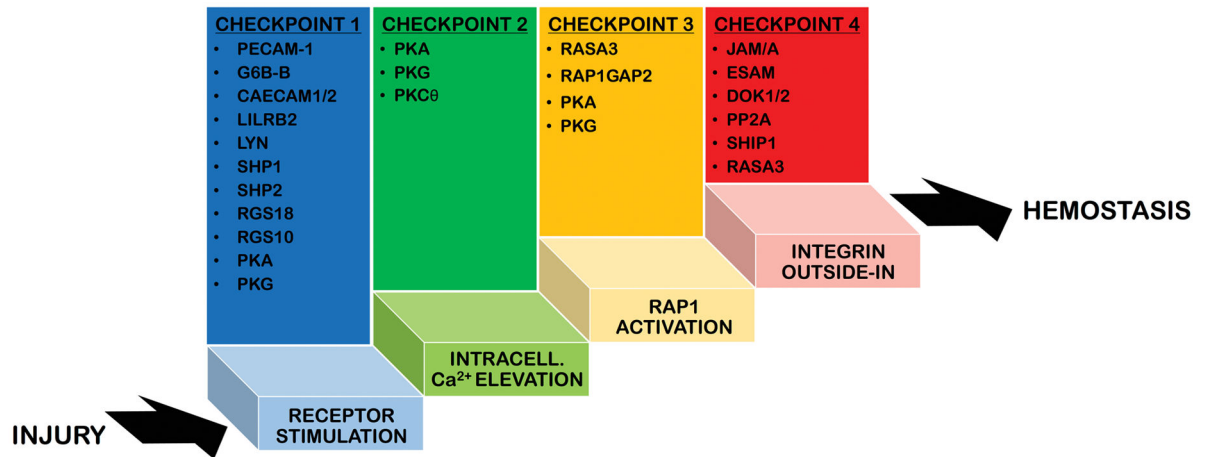 CHECKPOINT 1
• PECAM-1
• G6B-B
• CAECAM1/2
• LILRB2
• LYN
• SHP1
• SHP2
• RGS18
• RGS10
• PKA
• PKG
CHECKPOINT 2
• PKA
• PKG
• PKCθ
CHECKPOINT 3
• RASA3
• RAP1GAP2
• PKA
• PKG
CHECKPOINT 4
• JAM/A
• ESAM
• DOK1/2
• PP2A
• SHIP1
• RASA3
INJURY
RECEPTOR
STIMULATION
INTRACELL.
Ca²⁺ ELEVATION
RAP1
ACTIVATION
INTEGRIN
OUTSIDE-IN
HEMOSTASIS